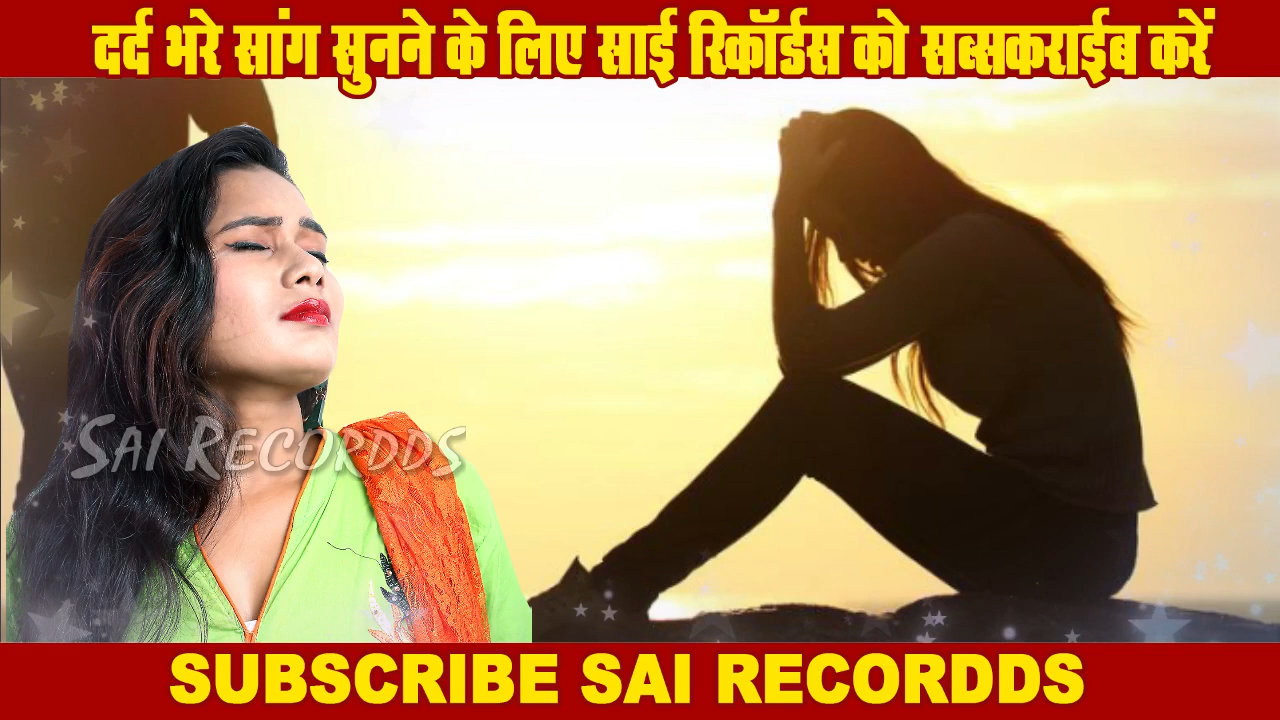 दर्द भरे सांग सुनने के लिए साई रिकॉर्डस को सब्सकराईब करें
SAI RECORDDS
SUBSCRIBE SAI RECORDDS